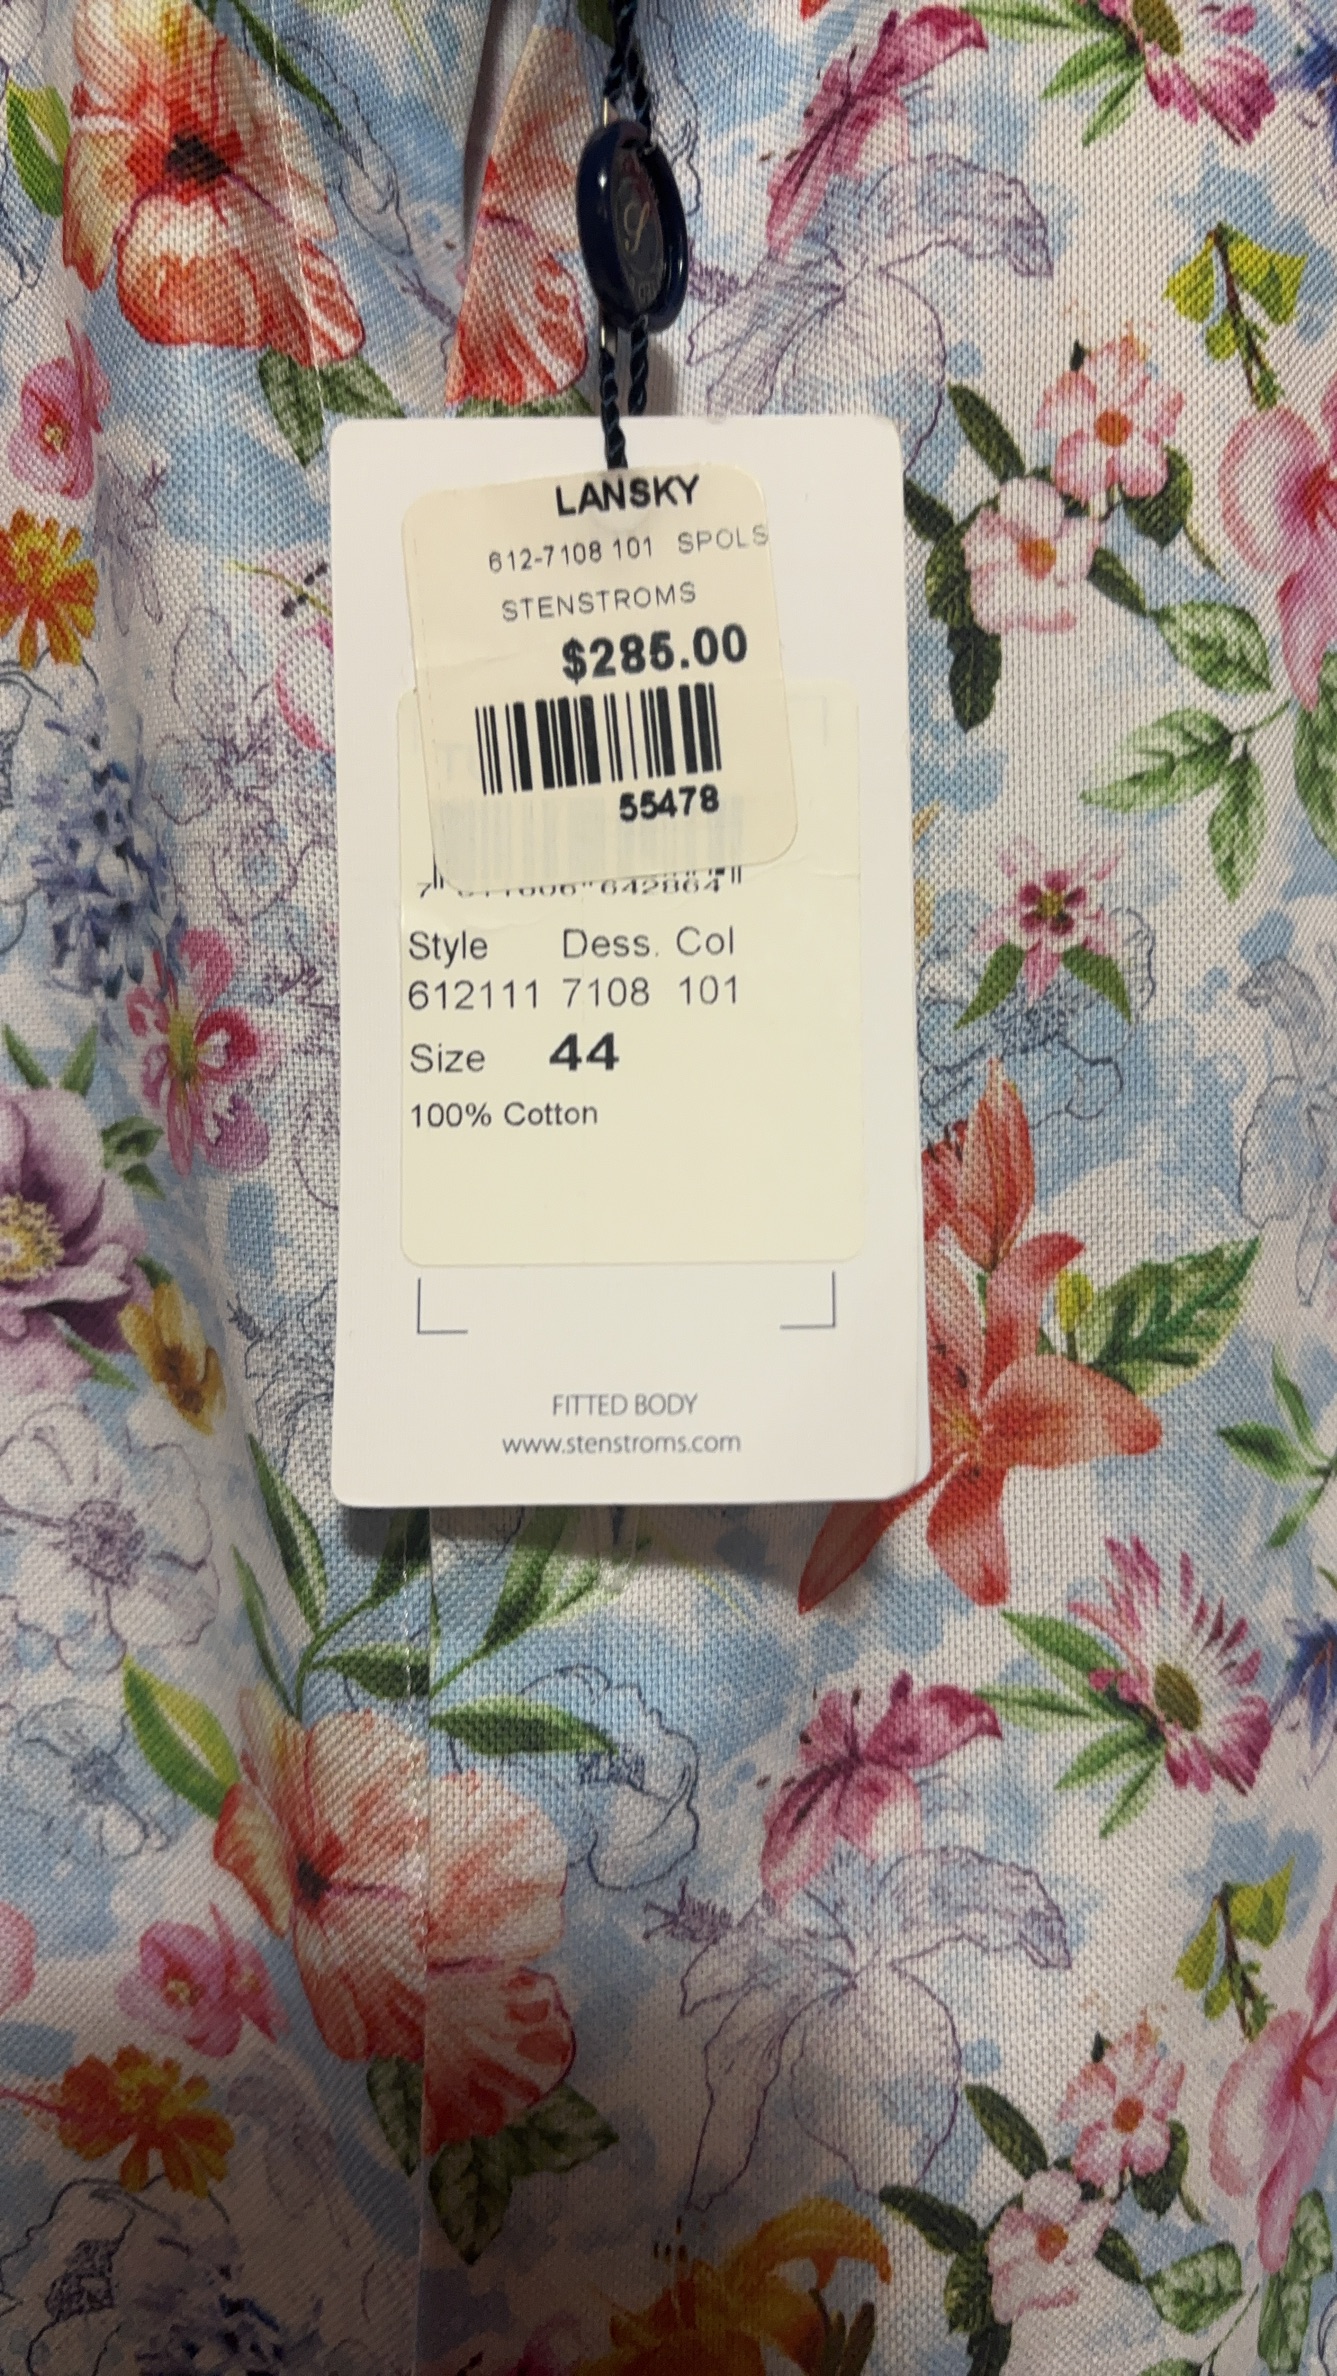 LANSKY
612-7108 101 SPOLS
STENSTROMS
$285.00
55478
642864
Style Dess. Col
612111 7108 101
Size 44
100% Cotton
FITTED BODY
www.stenstroms.com